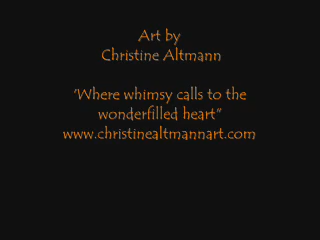 Art by
Christine Altmann
'Where whimsy calls to the
wonderfilled heart"
www.christinealtmannart.com